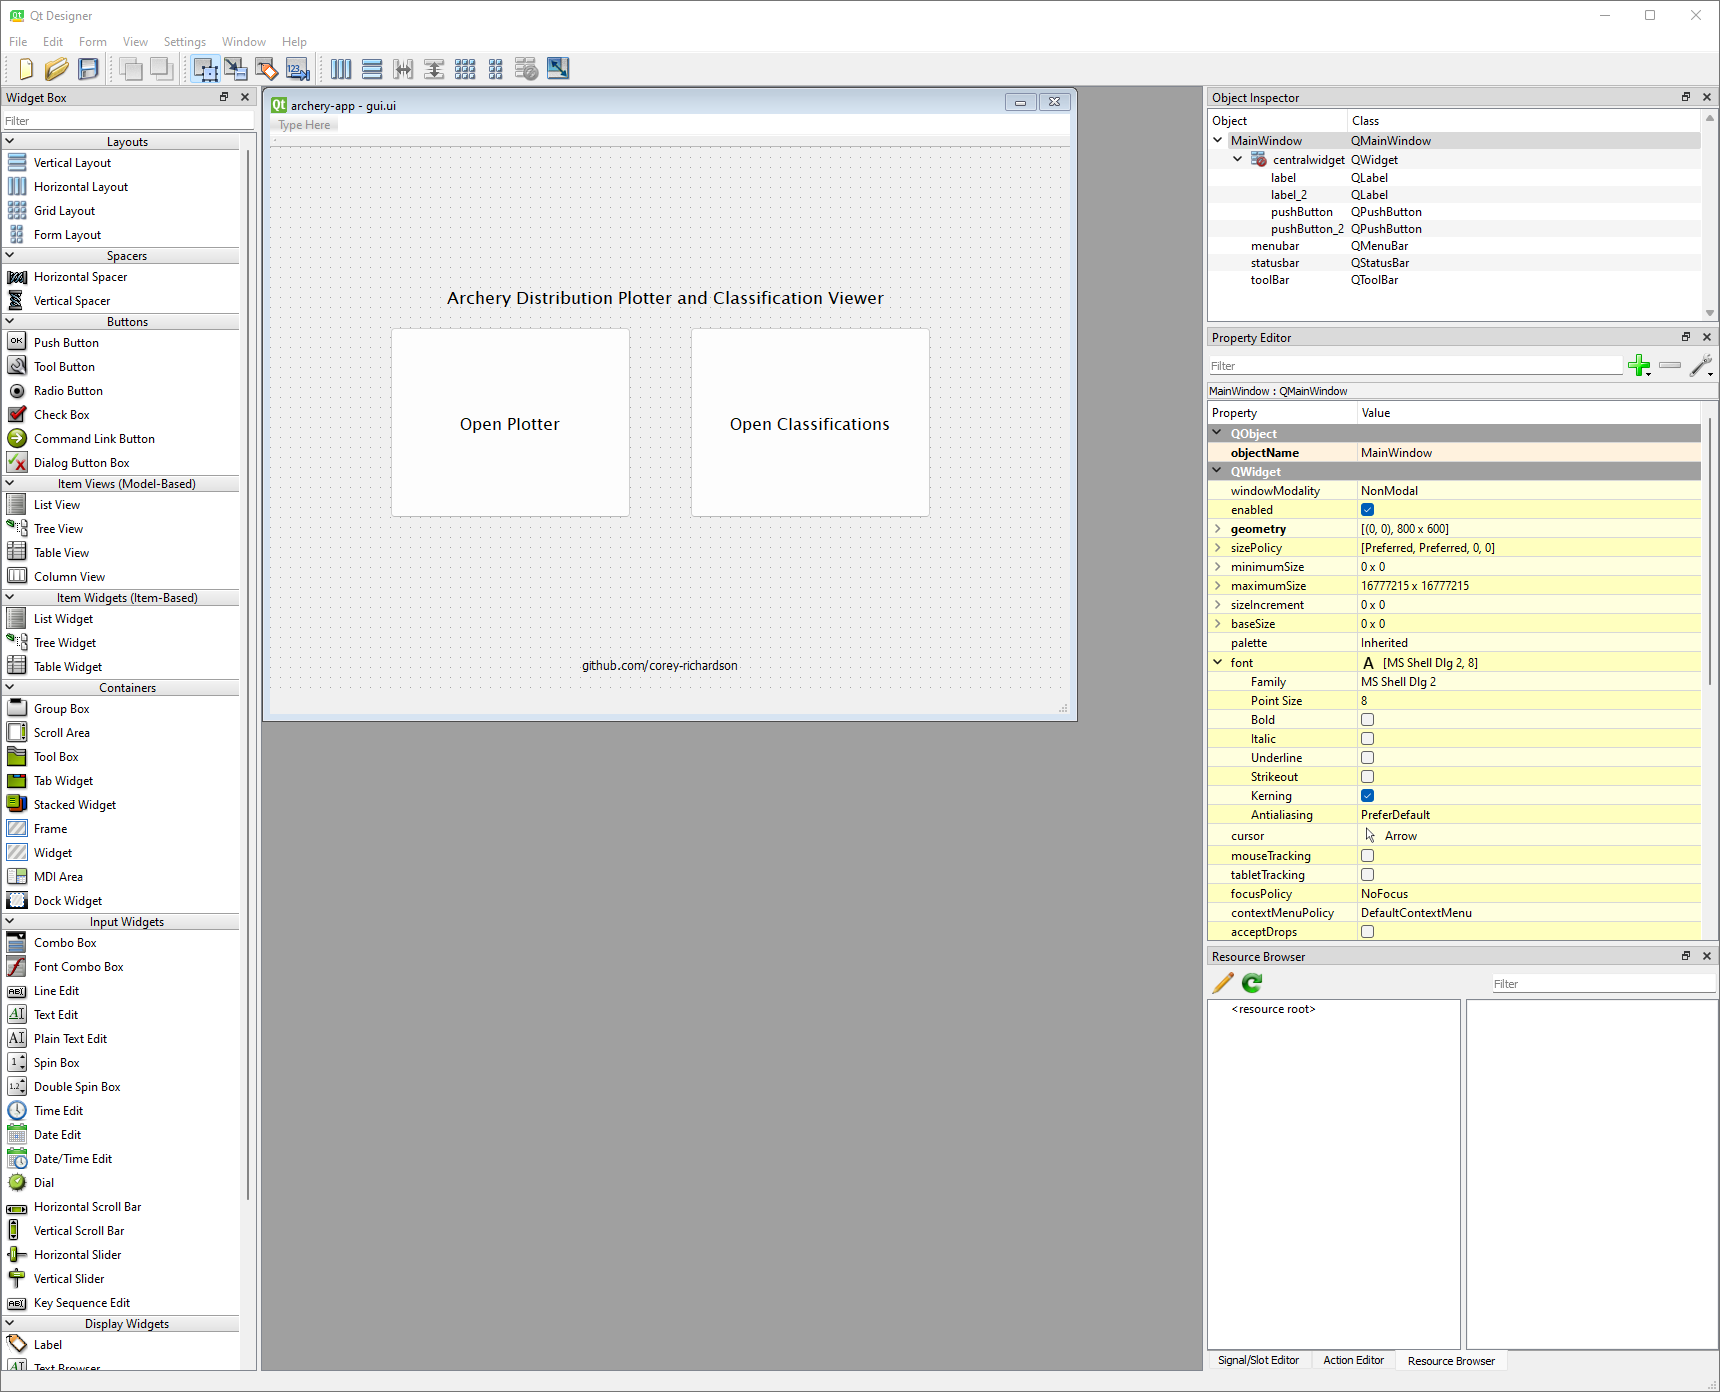 Qt Designer
File Edit Form View Settings Window Help
Widget Box
Filter
Layouts
Vertical Layout
Horizontal Layout
Grid Layout
Form Layout
Spacers
Horizontal Spacer
Vertical Spacer
Buttons
Push Button
Tool Button
Radio Button
Check Box
Command Link Button
Dialog Button Box
Item Views (Model-Based)
List View
Tree View
Table View
Column View
Item Widgets (Item-Based)
List Widget
Tree Widget
Table Widget
Containers
Group Box
Scroll Area
Tool Box
Tab Widget
Stacked Widget
Frame
Widget
MDI Area
Dock Widget
Input Widgets
Combo Box
Font Combo Box
Line Edit
Text Edit
Plain Text Edit
Spin Box
Double Spin Box
Time Edit
Date Edit
Date/Time Edit
Dial
Horizontal Scroll Bar
Vertical Scroll Bar
Horizontal Slider
Vertical Slider
Key Sequence Edit
Display Widgets
Label
Text Browser
archery-app - gui.ui
Type Here
Archery Distribution Plotter and Classification Viewer
Open Plotter
Open Classifications
github.com/corey-richardson
Object Inspector
Object Class
MainWindow QMainWindow
centralwidget QWidget
label QLabel
label_2 QLabel
pushButton QPushButton
pushButton_2 QPushButton
menubar QMenuBar
statusbar QStatusBar
toolBar QToolBar
Property Editor
Filter
MainWindow : QMainWindow
Property Value
QObject
objectName MainWindow
QWidget
windowModality NonModal
enabled
geometry [(0, 0), 800 x 600]
sizePolicy [Preferred, Preferred, 0, 0]
minimumSize 0 x 0
maximumSize 16777215 x 16777215
sizeIncrement 0 x 0
baseSize 0 x 0
palette Inherited
font A [MS Shell Dlg 2, 8]
Family MS Shell Dlg 2
Point Size 8
Bold
Italic
Underline
Strikeout
Kerning
Antialiasing PreferDefault
cursor Arrow
mouseTracking
tabletTracking
focusPolicy NoFocus
contextMenuPolicy DefaultContextMenu
acceptDrops
Resource Browser
Filter
<resource root>
Signal/Slot Editor Action Editor Resource Browser